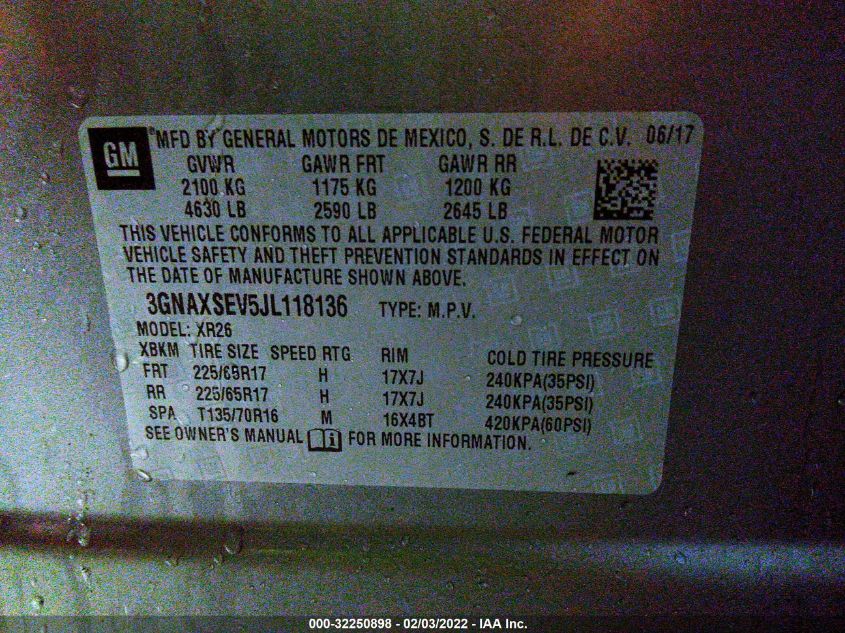 GM
®MFD BY GENERAL MOTORS DE MEXICO, S. DE R.L. DE C.V. 06/17
GVWR GAWR FRT GAWR RR
2100 KG 1175 KG 1200 KG
4630 LB 2590 LB 2645 LB
THIS VEHICLE CONFORMS TO ALL APPLICABLE U.S. FEDERAL MOTOR
VEHICLE SAFETY AND THEFT PREVENTION STANDARDS IN EFFECT ON
THE DATE OF MANUFACTURE SHOWN ABOVE.
3GNAXSEV5JL118136 TYPE: M.P.V.
MODEL: XR26
XBKM TIRE SIZE SPEED RTG RIM COLD TIRE PRESSURE
FRT 225/65R17 H 17X7J 240KPA(35PSI)
RR 225/65R17 H 17X7J 240KPA(35PSI)
SPA T135/70R16 M 16X4BT 420KPA(60PSI)
SEE OWNER'S MANUAL FOR MORE INFORMATION.
000-32250898 - 02/03/2022 - IAA Inc.